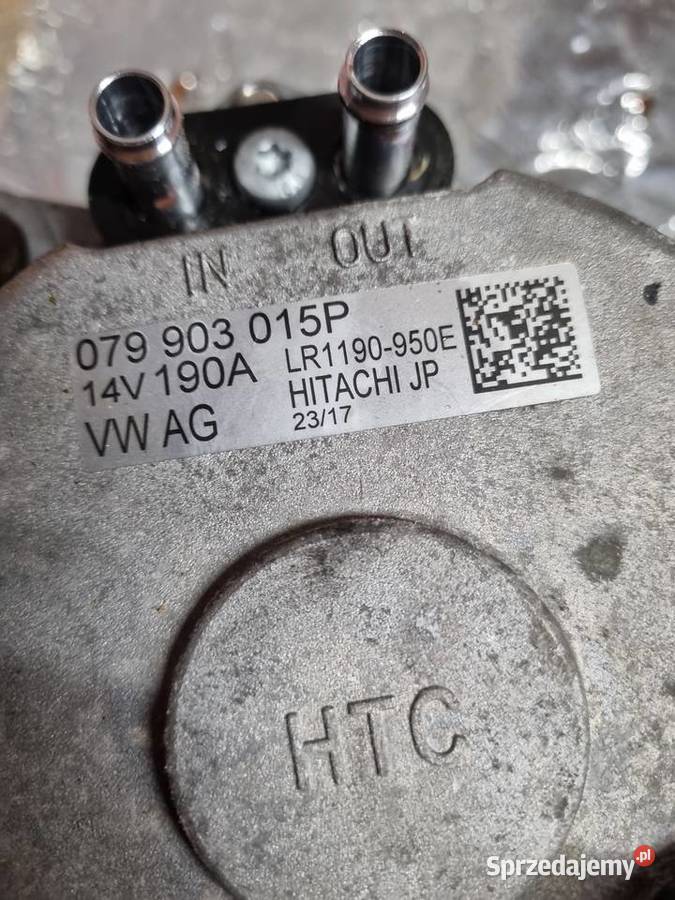 IN OUT
079 903 015P
14V 190A LR1190-950E
HITACHI JP
VW AG 23/17
HTC
Sprzedajemy.pl